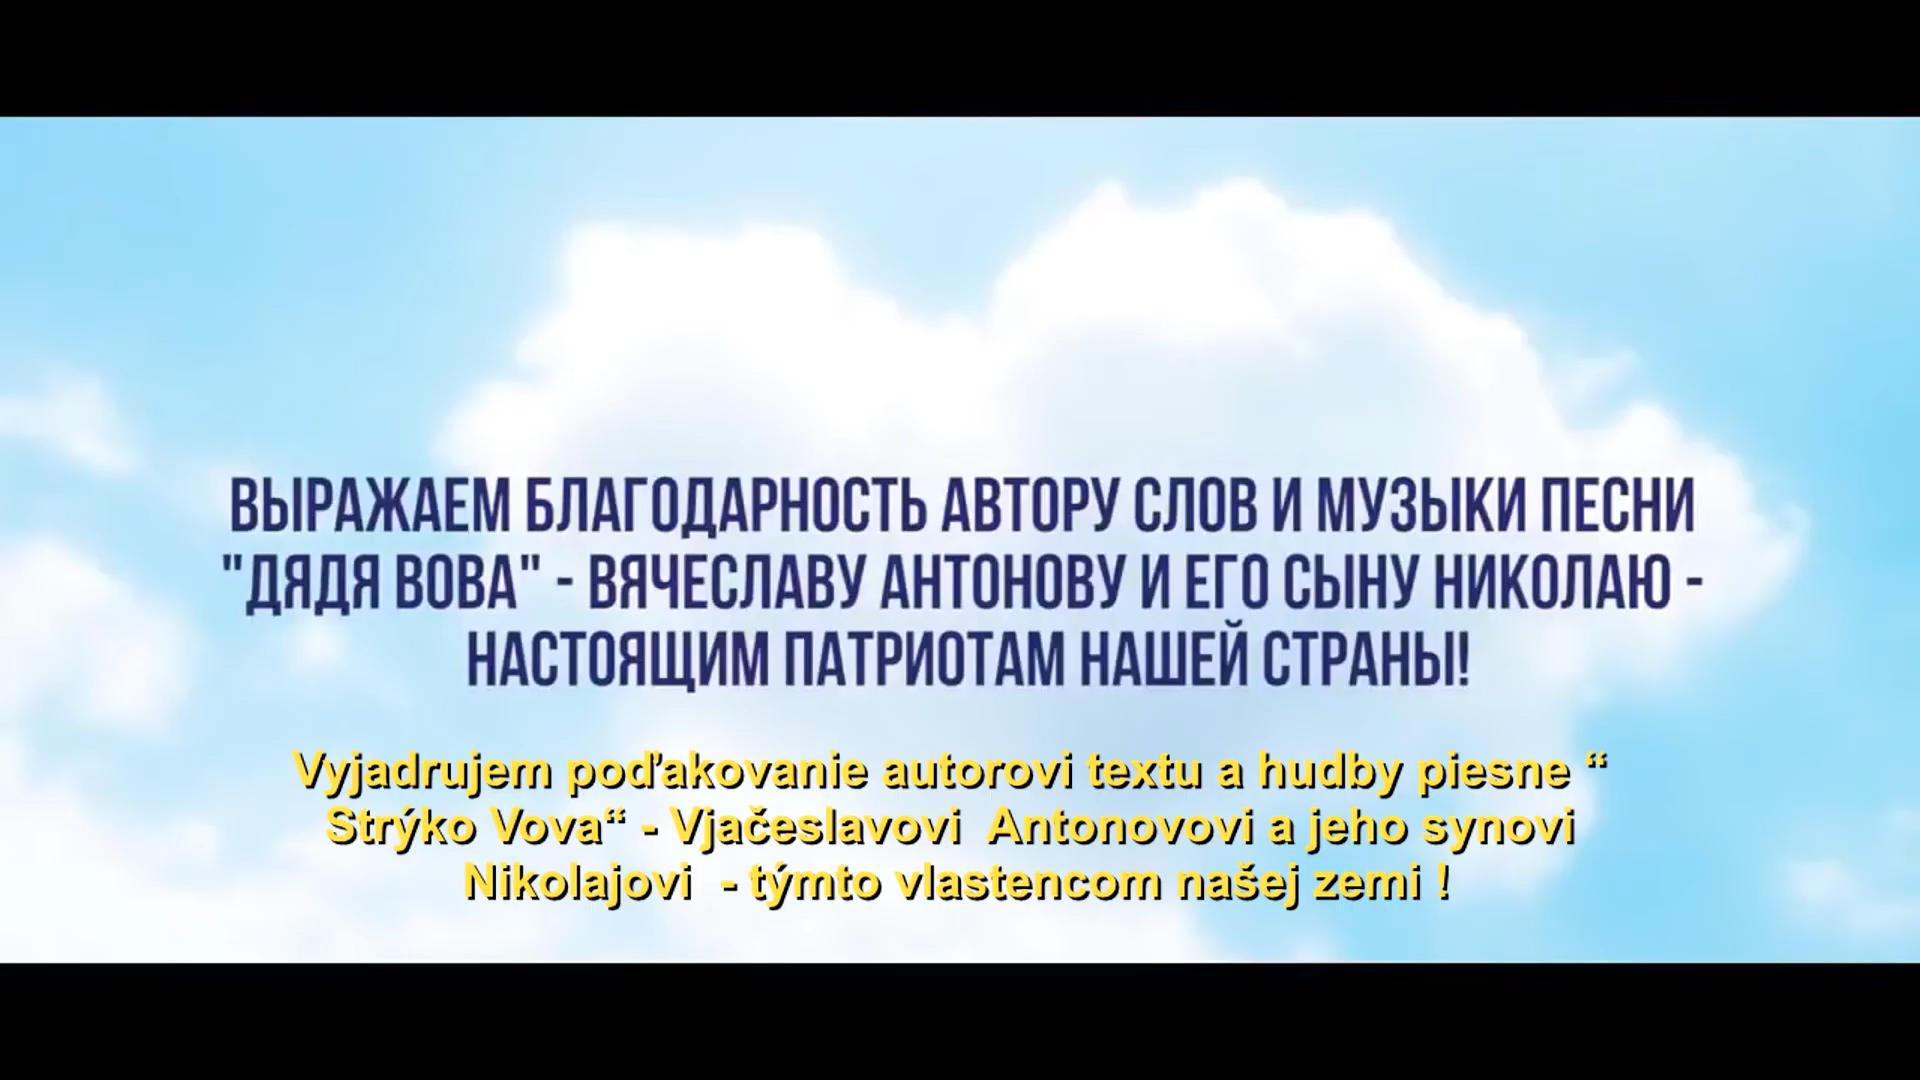 ВЫРАЖАЕМ БЛАГОДАРНОСТЬ АВТОРУ СЛОВ И МУЗЫКИ ПЕСНИ
"ДЯДЯ ВОВА" - ВЯЧЕСЛАВУ АНТОНОВУ И ЕГО СЫНУ НИКОЛАЮ -
НАСТОЯЩИМ ПАТРИОТАМ НАШЕЙ СТРАНЫ!
Vyjadrujem poďakovanie autorovi textu a hudby piesne “
Strýko Vova“ - Vjačeslavovi  Antonovovi a jeho synovi
Nikolajovi  - týmto vlastencom našej zemi !